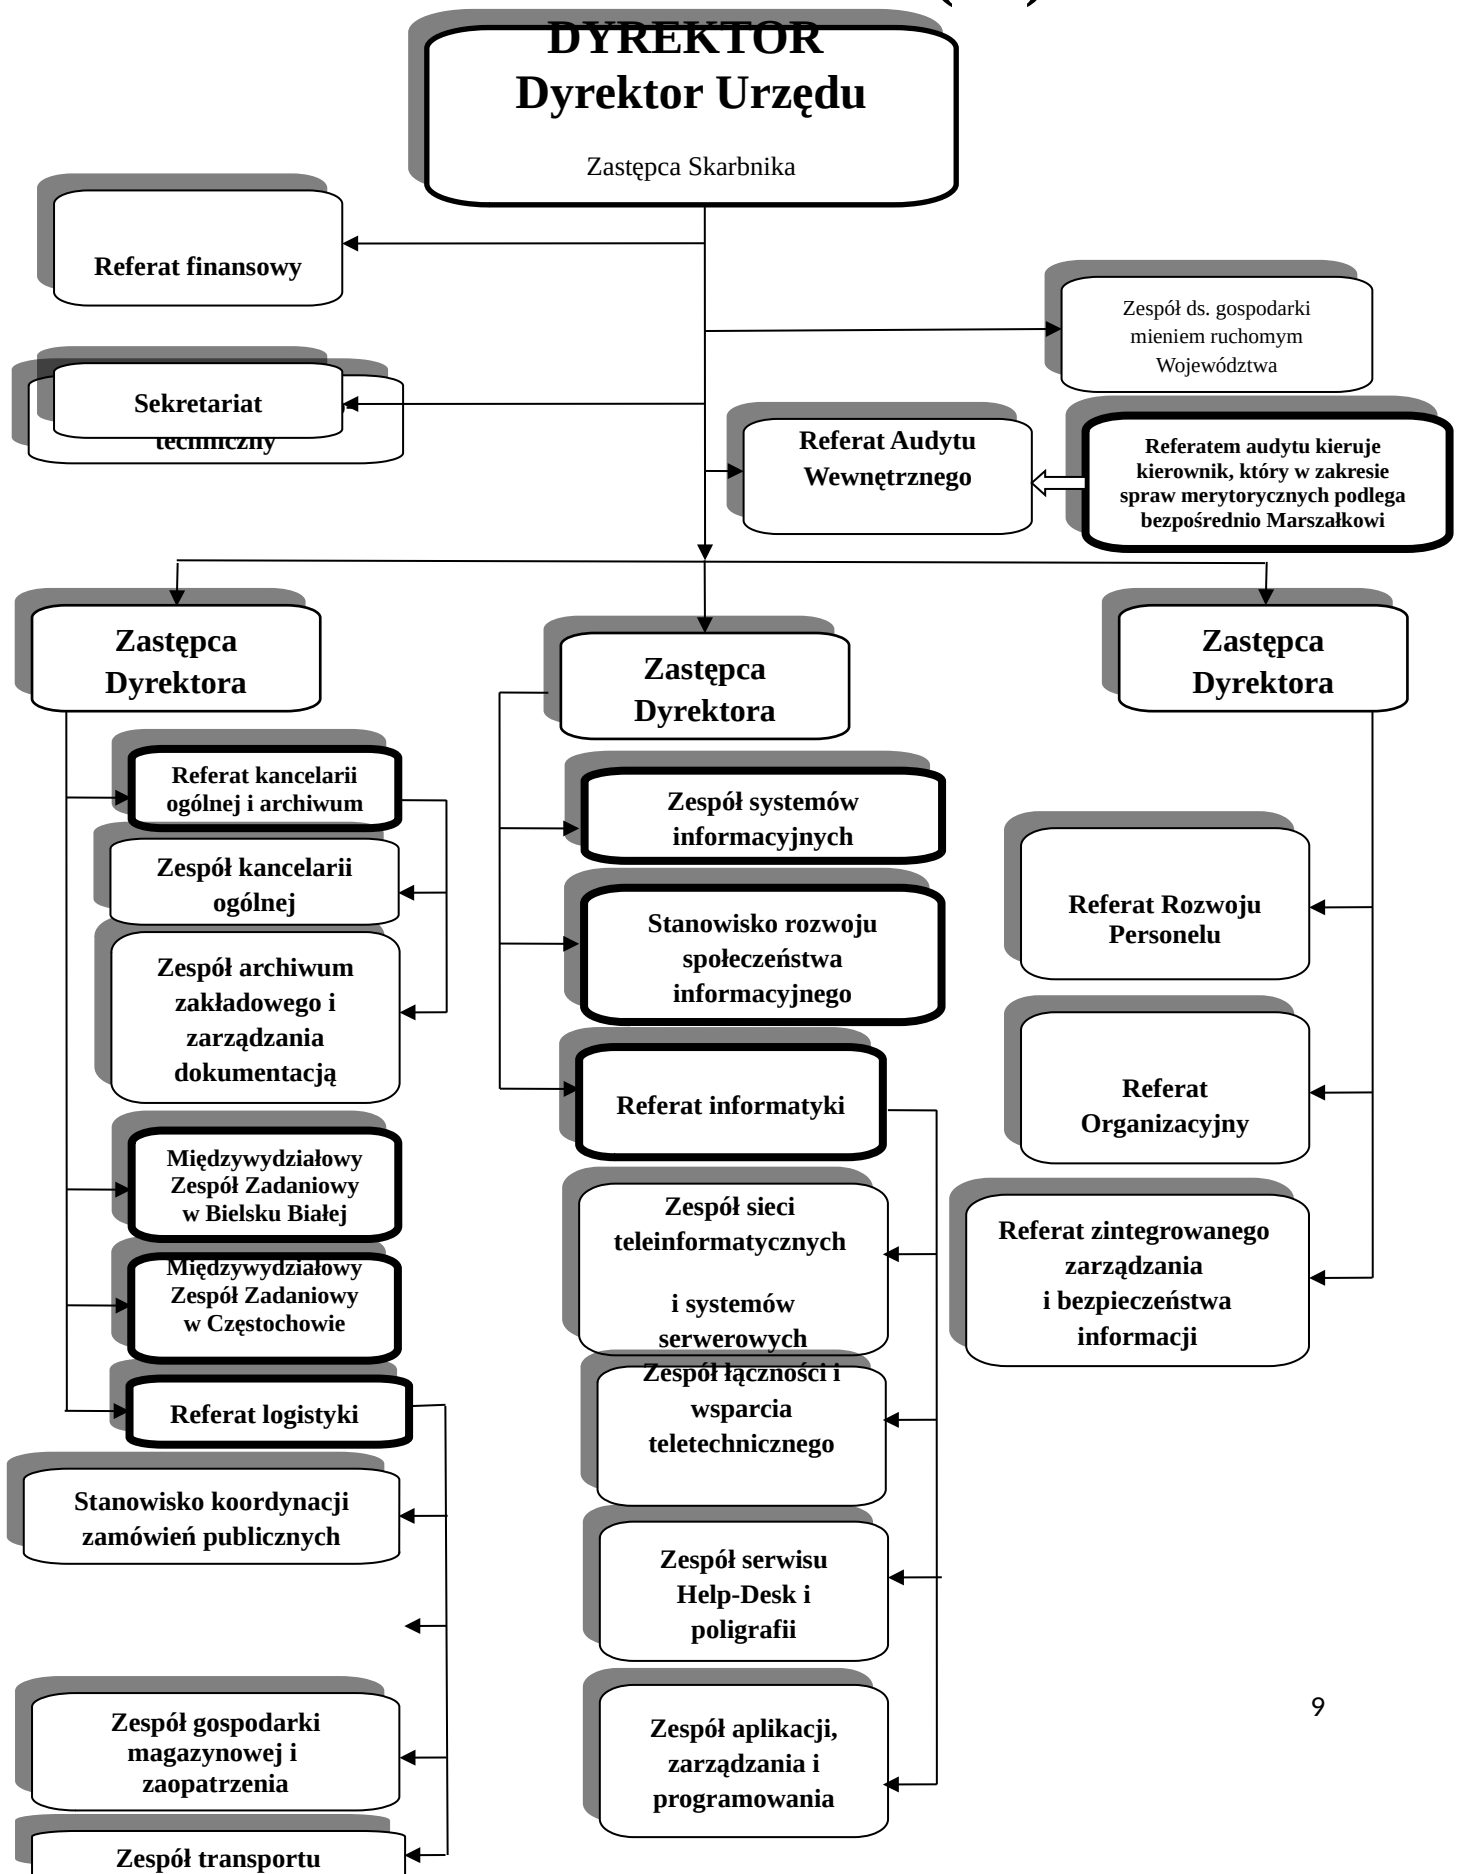 DYREKTOR
Dyrektor Urzędu
Zastępca Skarbnika
Referat finansowy
Zespół ds. gospodarki
mieniem ruchomym
Województwa
Sekretariat
techniczny
Referat Audytu
Wewnętrznego
Referatem audytu kieruje
kierownik, który w zakresie
spraw merytorycznych podlega
bezpośrednio Marszałkowi
Zastępca
Dyrektora
Zastępca
Dyrektora
Zastępca
Dyrektora
Referat kancelarii
ogólnej i archiwum
Zespół kancelarii
ogólnej
Zespół archiwum
zakładowego i
zarządzania
dokumentacją
Międzywydziałowy
Zespół Zadaniowy
w Bielsku Białej
Międzywydziałowy
Zespół Zadaniowy
w Częstochowie
Referat logistyki
Stanowisko koordynacji
zamówień publicznych
Zespół gospodarki
magazynowej i
zaopatrzenia
Zespół transportu
Zespół systemów
informacyjnych
Stanowisko rozwoju
społeczeństwa
informacyjnego
Referat informatyki
Zespół sieci
teleinformatycznych
i systemów
serwerowych
Zespół łączności i
wsparcia
teletechnicznego
Zespół serwisu
Help-Desk i
poligrafii
Zespół aplikacji,
zarządzania i
programowania
Referat Rozwoju
Personelu
Referat
Organizacyjny
Referat zintegrowanego
zarządzania
i bezpieczeństwa
informacji
9